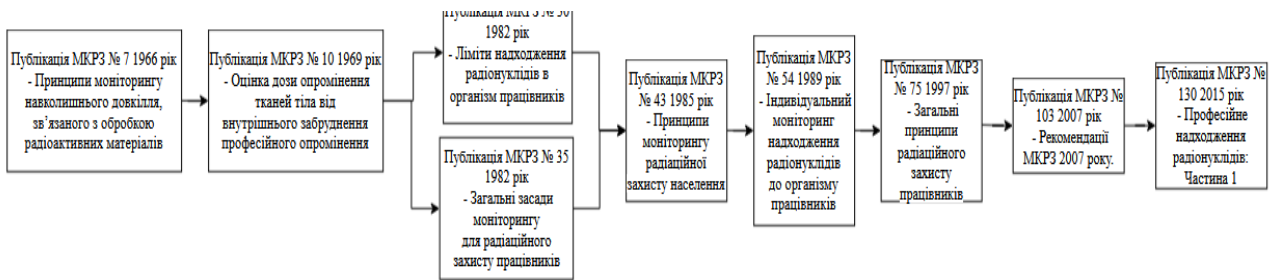 Публікація МКРЗ № 7 1966 рік
- Принципи моніторингу
навколишнього довкілля,
зв’язаного з обробкою
радіоактивних матеріалів
Публікація МКРЗ № 10 1969 рік
- Оцінка дози опромінення
тканей тіла від
внутрішнього забруднення
професійного опромінення
Публікація МКРЗ № 30
1982 рік
- Ліміти надходження
радіонуклідів в
організм працівників
Публікація МКРЗ № 35
1982 рік
- Загальні засади
моніторингу
для радіаційного
захисту працівників
Публікація МКРЗ
№ 43 1985 рік
- Принципи
моніторингу
радіаційної
захисту населення
Публікація МКРЗ
№ 54 1989 рік
- Індивідуальний
моніторинг
надходження
радіонуклідів
до організму
працівників
Публікація МКРЗ
№ 75 1997 рік
- Загальні
принципи
радіаційного
захисту
працівників
Публікація МКРЗ №
103 2007 рік
- Рекомендації
МКРЗ 2007 року.
Публікація МКРЗ №
130 2015 рік
- Професійне
надходження
радіонуклідів:
Частина 1